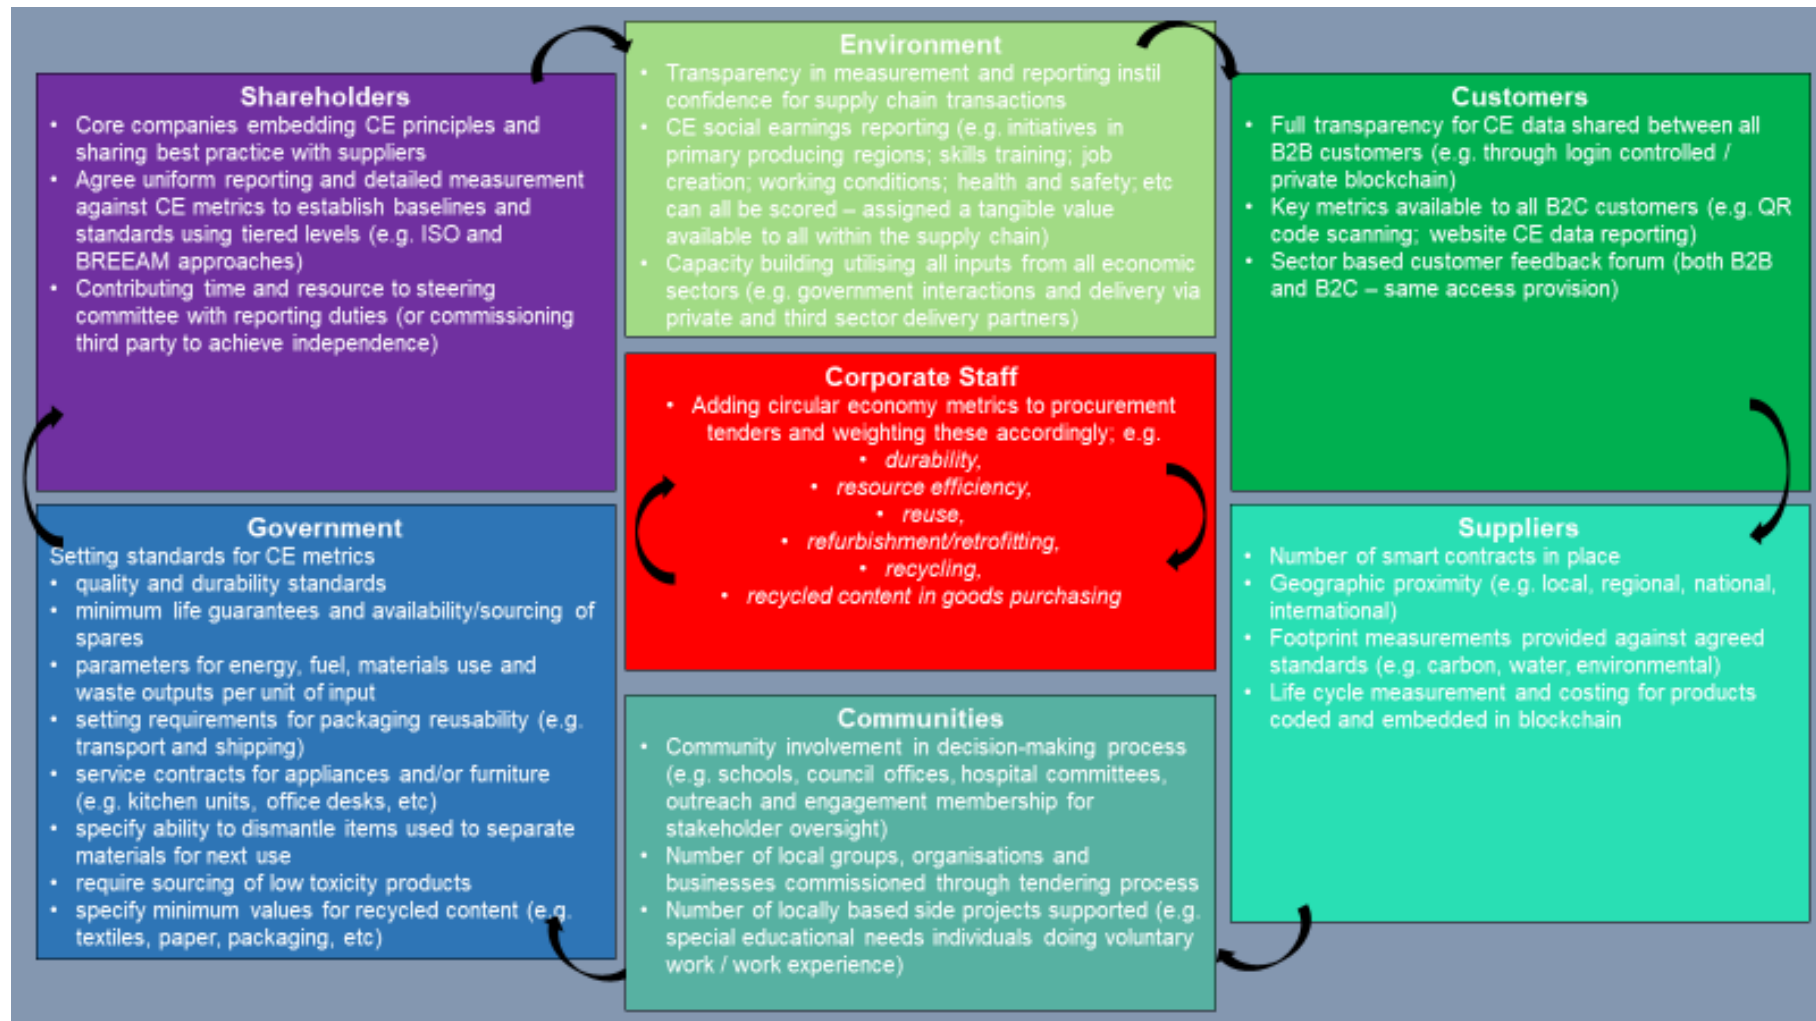 Shareholders
• Core companies embedding CE principles and
sharing best practice with suppliers
• Agree uniform reporting and detailed measurement
against CE metrics to establish baselines and
standards using tiered levels (e.g. ISO and
BREEAM approaches)
• Contributing time and resource to steering
committee with reporting duties (or commissioning
third party to achieve independence)
Environment
• Transparency in measurement and reporting instil
confidence for supply chain transactions
• CE social earnings reporting (e.g. initiatives in
primary producing regions; skills training; job
creation; working conditions; health and safety; etc
can all be scored – assigned a tangible value
available to all within the supply chain)
• Capacity building utilising all inputs from all economic
sectors (e.g. government interactions and delivery via
private and third sector delivery partners)
Customers
• Full transparency for CE data shared between all
B2B customers (e.g. through login controlled /
private blockchain)
• Key metrics available to all B2C customers (e.g. QR
code scanning; website CE data reporting)
• Sector based customer feedback forum (both B2B
and B2C – same access provision)
Corporate Staff
• Adding circular economy metrics to procurement
tenders and weighting these accordingly; e.g.
• durability,
• resource efficiency,
• reuse,
• refurbishment/retrofitting,
• recycling,
• recycled content in goods purchasing
Government
Setting standards for CE metrics
• quality and durability standards
• minimum life guarantees and availability/sourcing of
spares
• parameters for energy, fuel, materials use and
waste outputs per unit of input
• setting requirements for packaging reusability (e.g.
transport and shipping)
• service contracts for appliances and/or furniture
(e.g. kitchen units, office desks, etc)
• specify ability to dismantle items used to separate
materials for next use
• require sourcing of low toxicity products
• specify minimum values for recycled content (e.g.
textiles, paper, packaging, etc)
Communities
• Community involvement in decision-making process
(e.g. schools, council offices, hospital committees,
outreach and engagement membership for
stakeholder oversight)
• Number of local groups, organisations and
businesses commissioned through tendering process
• Number of locally based side projects supported (e.g.
special educational needs individuals doing voluntary
work / work experience)
Suppliers
• Number of smart contracts in place
• Geographic proximity (e.g. local, regional, national,
international)
• Footprint measurements provided against agreed
standards (e.g. carbon, water, environmental)
• Life cycle measurement and costing for products
coded and embedded in blockchain